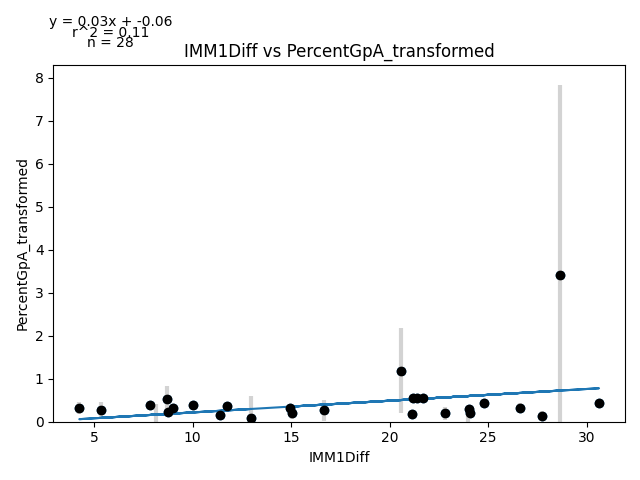 y = 0.03x + -0.06
r^2 = 0.11
n = 28
IMM1Diff vs PercentGpA_transformed
PercentGpA_transformed
8
7
6
5
4
3
2
1
0
5 10 15 20 25 30
IMM1Diff